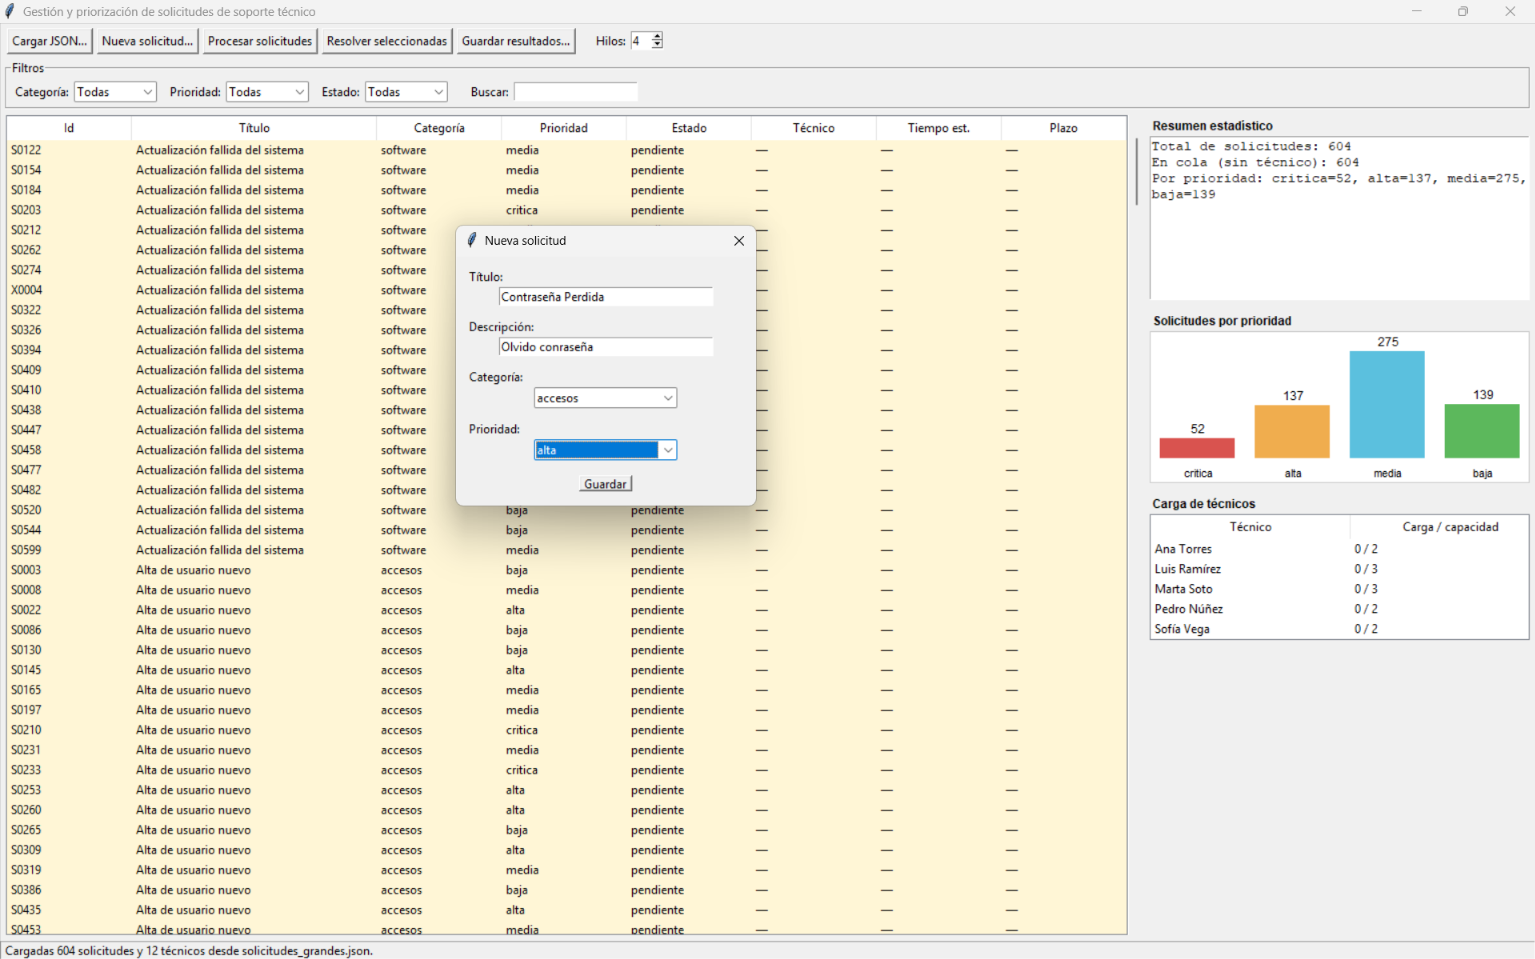 Gestión y priorización de solicitudes de soporte técnico
Cargar JSON... Nueva solicitud... Procesar solicitudes Resolver seleccionadas Guardar resultados... Hilos: 4
Filtros
Categoría: Todas Prioridad: Todas Estado: Todas Buscar:
Id Título Categoría Prioridad Estado Técnico Tiempo est. Plazo
S0122 Actualización fallida del sistema software media pendiente — — —
S0154 Actualización fallida del sistema software media pendiente — — —
S0184 Actualización fallida del sistema software media pendiente — — —
S0203 Actualización fallida del sistema software critica pendiente — — —
S0212 Actualización fallida del sistema software — — —
S0262 Actualización fallida del sistema software — — —
S0274 Actualización fallida del sistema software — — —
X0004 Actualización fallida del sistema software — — —
S0322 Actualización fallida del sistema software — — —
S0326 Actualización fallida del sistema software — — —
S0394 Actualización fallida del sistema software — — —
S0409 Actualización fallida del sistema software — — —
S0410 Actualización fallida del sistema software — — —
S0438 Actualización fallida del sistema software — — —
S0447 Actualización fallida del sistema software — — —
S0458 Actualización fallida del sistema software — — —
S0477 Actualización fallida del sistema software — — —
S0482 Actualización fallida del sistema software — — —
S0520 Actualización fallida del sistema software baja pendiente — — —
S0544 Actualización fallida del sistema software baja pendiente — — —
S0599 Actualización fallida del sistema software media pendiente — — —
S0003 Alta de usuario nuevo accesos baja pendiente — — —
S0008 Alta de usuario nuevo accesos media pendiente — — —
S0022 Alta de usuario nuevo accesos alta pendiente — — —
S0086 Alta de usuario nuevo accesos baja pendiente — — —
S0130 Alta de usuario nuevo accesos baja pendiente — — —
S0145 Alta de usuario nuevo accesos alta pendiente — — —
S0165 Alta de usuario nuevo accesos media pendiente — — —
S0197 Alta de usuario nuevo accesos media pendiente — — —
S0210 Alta de usuario nuevo accesos critica pendiente — — —
S0231 Alta de usuario nuevo accesos media pendiente — — —
S0233 Alta de usuario nuevo accesos critica pendiente — — —
S0253 Alta de usuario nuevo accesos alta pendiente — — —
S0260 Alta de usuario nuevo accesos alta pendiente — — —
S0265 Alta de usuario nuevo accesos baja pendiente — — —
S0309 Alta de usuario nuevo accesos alta pendiente — — —
S0319 Alta de usuario nuevo accesos media pendiente — — —
S0386 Alta de usuario nuevo accesos baja pendiente — — —
S0435 Alta de usuario nuevo accesos alta pendiente — — —
S0453 Alta de usuario nuevo accesos media pendiente — — —
Nueva solicitud
Título:
Contraseña Perdida
Descripción:
Olvido conraseña
Categoría:
accesos
Prioridad:
alta
Guardar
Resumen estadístico
Total de solicitudes: 604
En cola (sin técnico): 604
Por prioridad: critica=52, alta=137, media=275,
baja=139
Solicitudes por prioridad
52 137 275 139
critica alta media baja
Carga de técnicos
Técnico Carga / capacidad
Ana Torres 0 / 2
Luis Ramírez 0 / 3
Marta Soto 0 / 3
Pedro Núñez 0 / 2
Sofía Vega 0 / 2
Cargadas 604 solicitudes y 12 técnicos desde solicitudes_grandes.json.